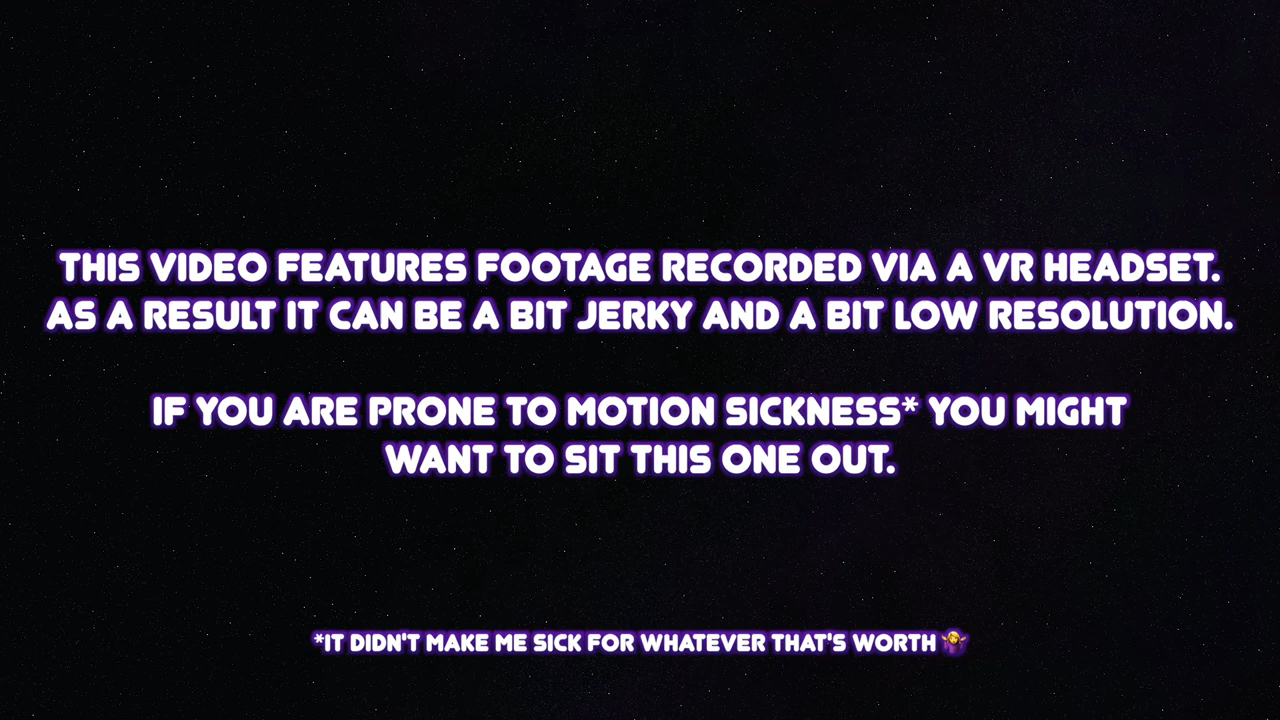 THIS VIDEO FEATURES FOOTAGE RECORDED VIA A VR HEADSET.
AS A RESULT IT CAN BE A BIT JERKY AND A BIT LOW RESOLUTION.
IF YOU ARE PRONE TO MOTION SICKNESS* YOU MIGHT
WANT TO SIT THIS ONE OUT.
*IT DIDN'T MAKE ME SICK FOR WHATEVER THAT'S WORTH 🤷‍♀️